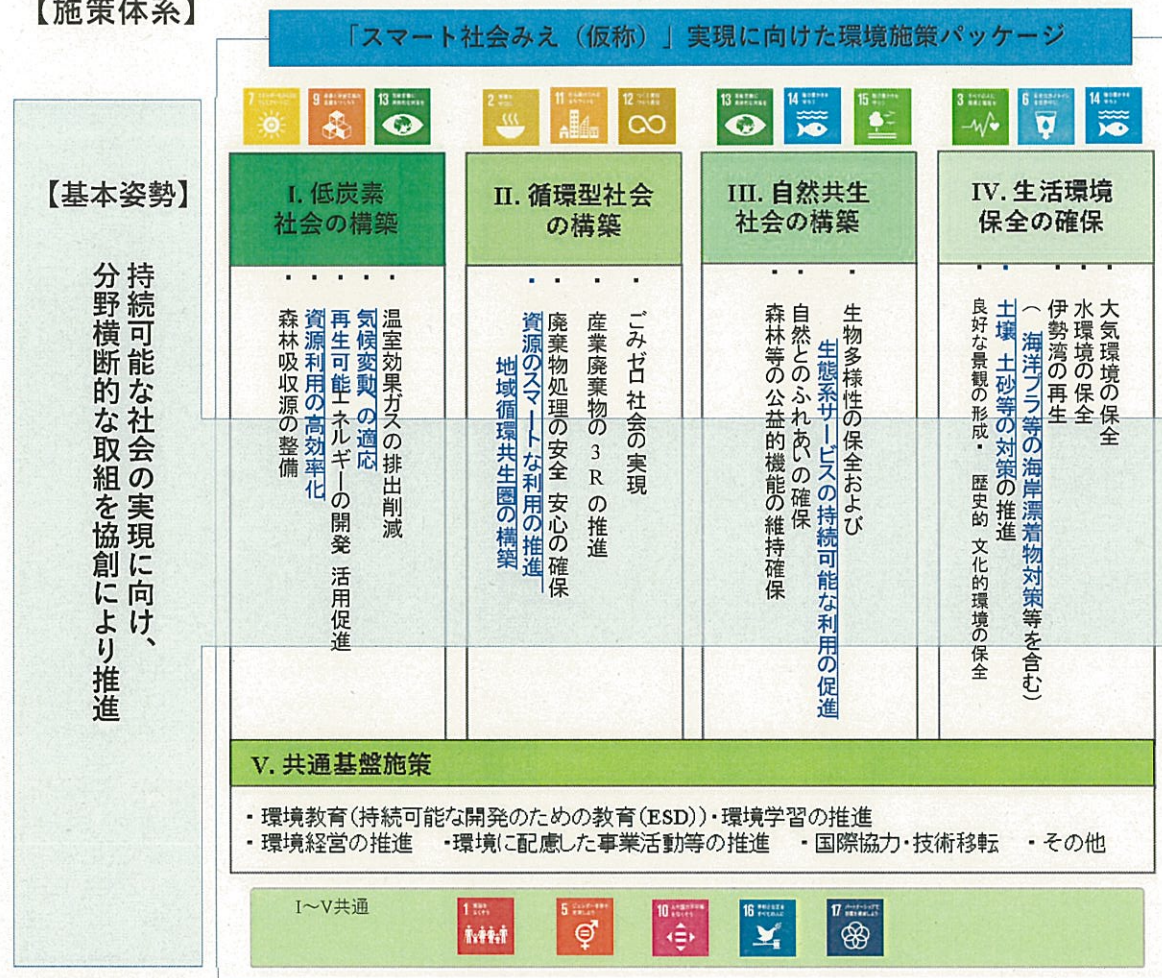 【施策体系】
「スマート社会みえ（仮称）」実現に向けた環境施策パッケージ
【基本姿勢】
持続可能な社会の実現に向け、
分野横断的な取組を協創により推進
7
9
13
I. 低炭素
社会の構築
・温室効果ガスの排出削減
・気候変動への適応
・再生可能エネルギーの開発 活用促進
・資源利用の高効率化
・森林吸収源の整備
2
11
12
II. 循環型社会
の構築
・ごみゼロ 社会の実現
・産業廃棄物の3Rの推進
・廃棄物処理の安全 安心の確保
・資源のスマートな利用の推進
地域循環共生圏の構築
13
14
15
III. 自然共生
社会の構築
・生物多様性の保全および
生態系サービスの持続可能な利用の促進
・自然とのふれあいの確保
・森林等の公益的機能の維持確保
3
6
14
IV. 生活環境
保全の確保
・大気環境の保全
・水環境の保全
・伊勢湾の再生
（ 海洋プラ等の海岸漂着物対策等を含む）
・土壌 土砂等の対策の推進
・良好な景観の形成・ 歴史的 文化的環境の保全
V. 共通基盤施策
・環境教育(持続可能な開発のための教育(ESD))・環境学習の推進
・環境経営の推進 ・環境に配慮した事業活動等の推進 ・国際協力・技術移転 ・その他
I〜V共通
1
5
10
16
17